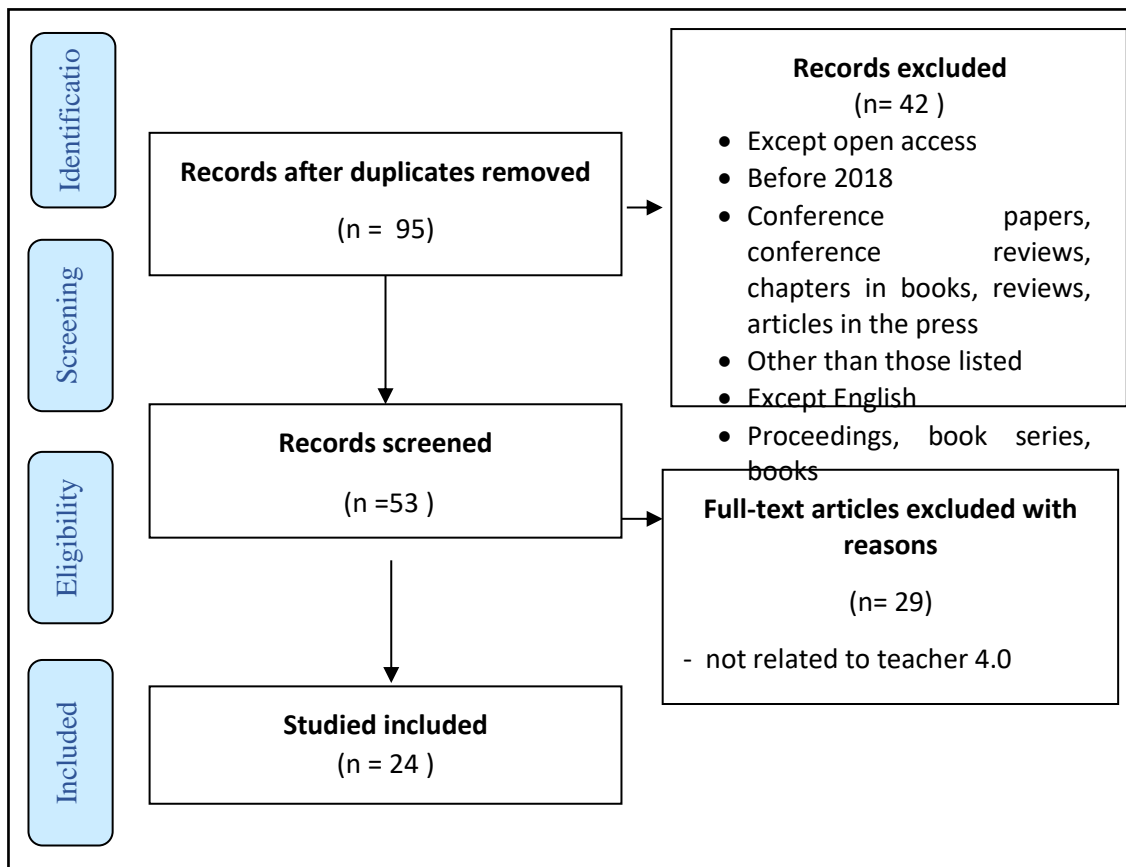 Identificatio
Screening
Eligibility
Included
Records after duplicates removed
(n = 95)
Records excluded
(n= 42 )
• Except open access
• Before 2018
• Conference papers,
conference reviews,
chapters in books, reviews,
articles in the press
• Other than those listed
• Except English
• Proceedings, book series,
books
Records screened
(n =53 )
Full-text articles excluded with
reasons
(n= 29)
- not related to teacher 4.0
Studied included
(n = 24 )